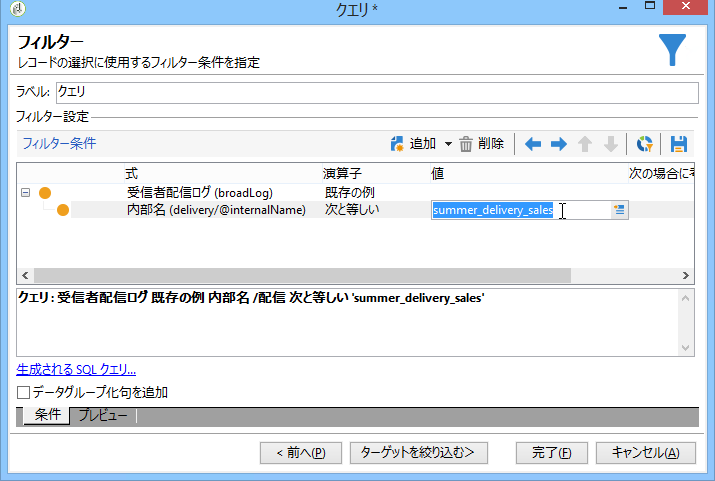 クエリ *
フィルター
レコードの選択に使用するフィルター条件を指定
ラベル: クエリ
フィルター設定
フィルター条件 追加 削除
式 演算子 値 次の場合に考
受信者配信ログ (broadLog) 既存の例
内部名 (delivery/@internalName) 次と等しい summer_delivery_sales
クエリ: 受信者配信ログ 既存の例 内部名 /配信 次と等しい 'summer_delivery_sales'
生成される SQL クエリ...
データグループ化句を追加
条件 プレビュー
< 前へ(P) ターゲットを絞り込む> 完了(F) キャンセル(A)